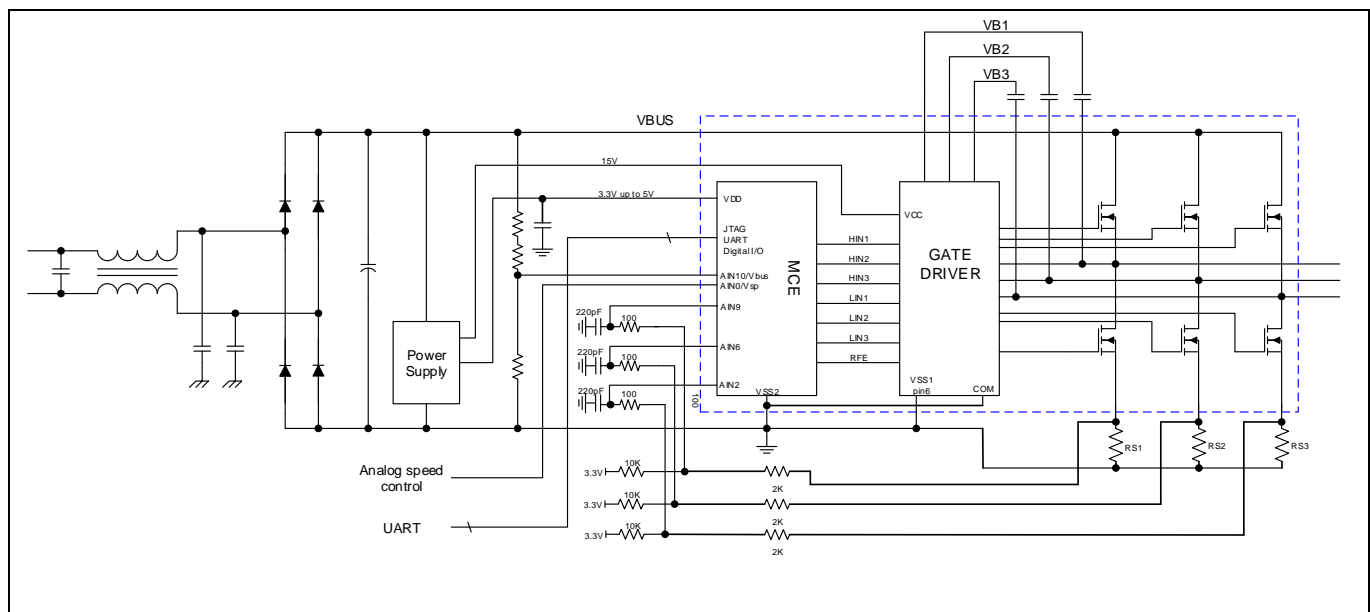 VB1
VB2
VB3
VBUS
15V
3.3V up to 5V
VDD
VCC
JTAG
UART
Digital I/O
AIN10/Vbus
AIN0/Vsp
AIN9
AIN6
AIN2
VSS2
MCE
HIN1
HIN2
HIN3
LIN1
LIN2
LIN3
RFE
GATE
DRIVER
VSS1
pin6
COM
220pF
100
220pF
100
220pF
100
100
Power
Supply
RS1
RS2
RS3
Analog speed
control
UART
3.3V
10K
2K
3.3V
10K
2K
3.3V
10K
2K